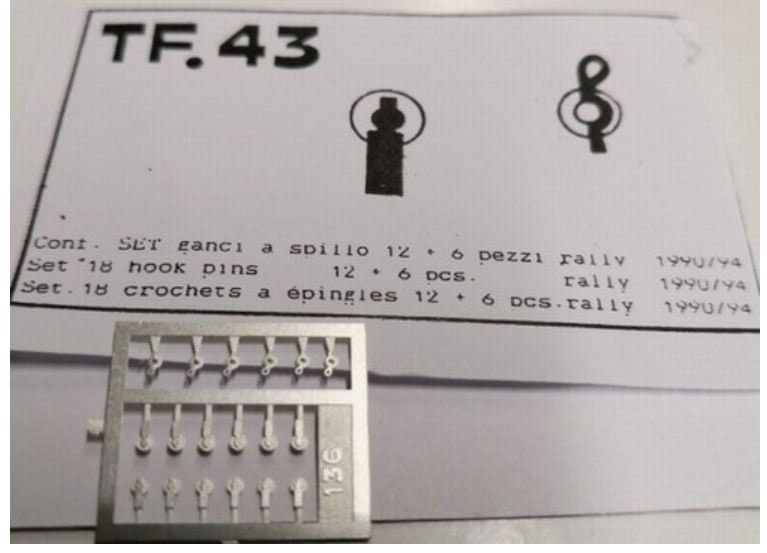 TF.43
Conf. SET ganci a spillo 12 + 6 pezzi rally 1990/94
Set 18 hook pins 12 + 6 pcs. rally 1990/94
Set.18 crochets a épingles 12 + 6 pcs.rally 1990/94
136